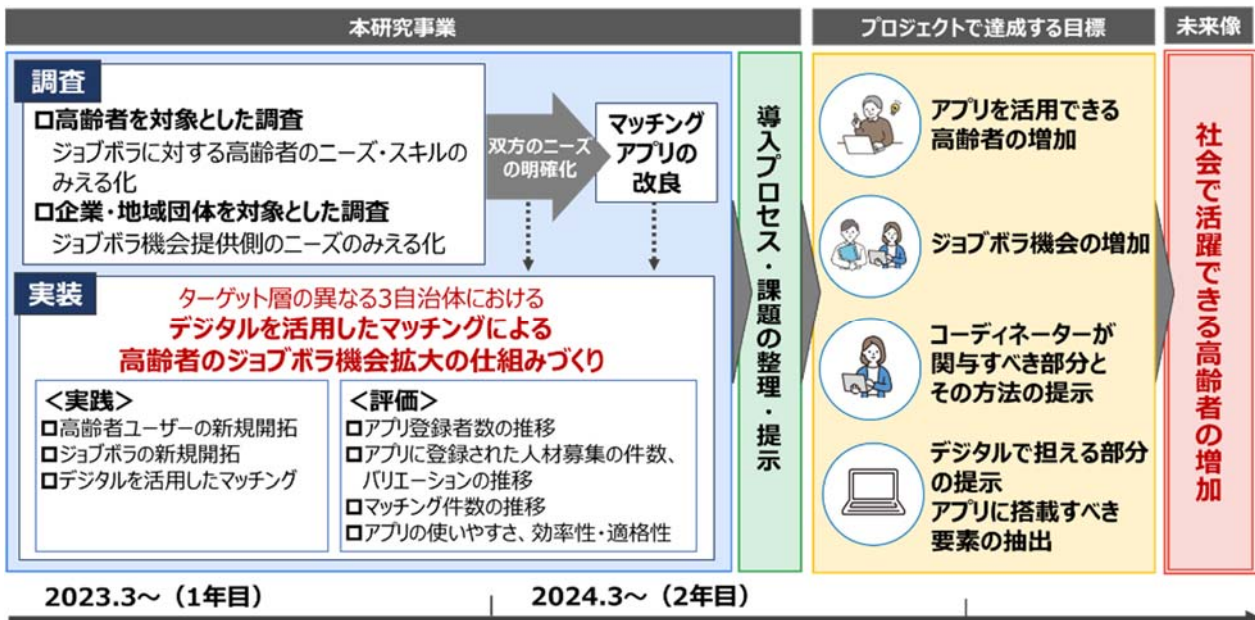 本研究事業
プロジェクトで達成する目標
未来像
調査
□高齢者を対象とした調査
ジョブボラに対する高齢者のニーズ・スキルの
みえる化
□企業・地域団体を対象とした調査
ジョブボラ機会提供側のニーズのみえる化
双方のニーズ
の明確化
マッチング
アプリの
改良
実装
ターゲット層の異なる3自治体における
デジタルを活用したマッチングによる
高齢者のジョブボラ機会拡大の仕組みづくり
＜実践＞
□高齢者ユーザーの新規開拓
□ジョブボラの新規開拓
□デジタルを活用したマッチング
＜評価＞
□アプリ登録者数の推移
□アプリに登録された人材募集の件数、
バリエーションの推移
□マッチング件数の推移
□アプリの使いやすさ、効率性・適格性
導入プロセス・課題の整理・提示
アプリを活用できる
高齢者の増加
ジョブボラ機会の増加
コーディネーターが
関与すべき部分と
その方法の提示
デジタルで担える部分
の提示
アプリに搭載すべき
要素の抽出
社会で活躍できる高齢者の増加
2023.3～（1年目）
2024.3～（2年目）